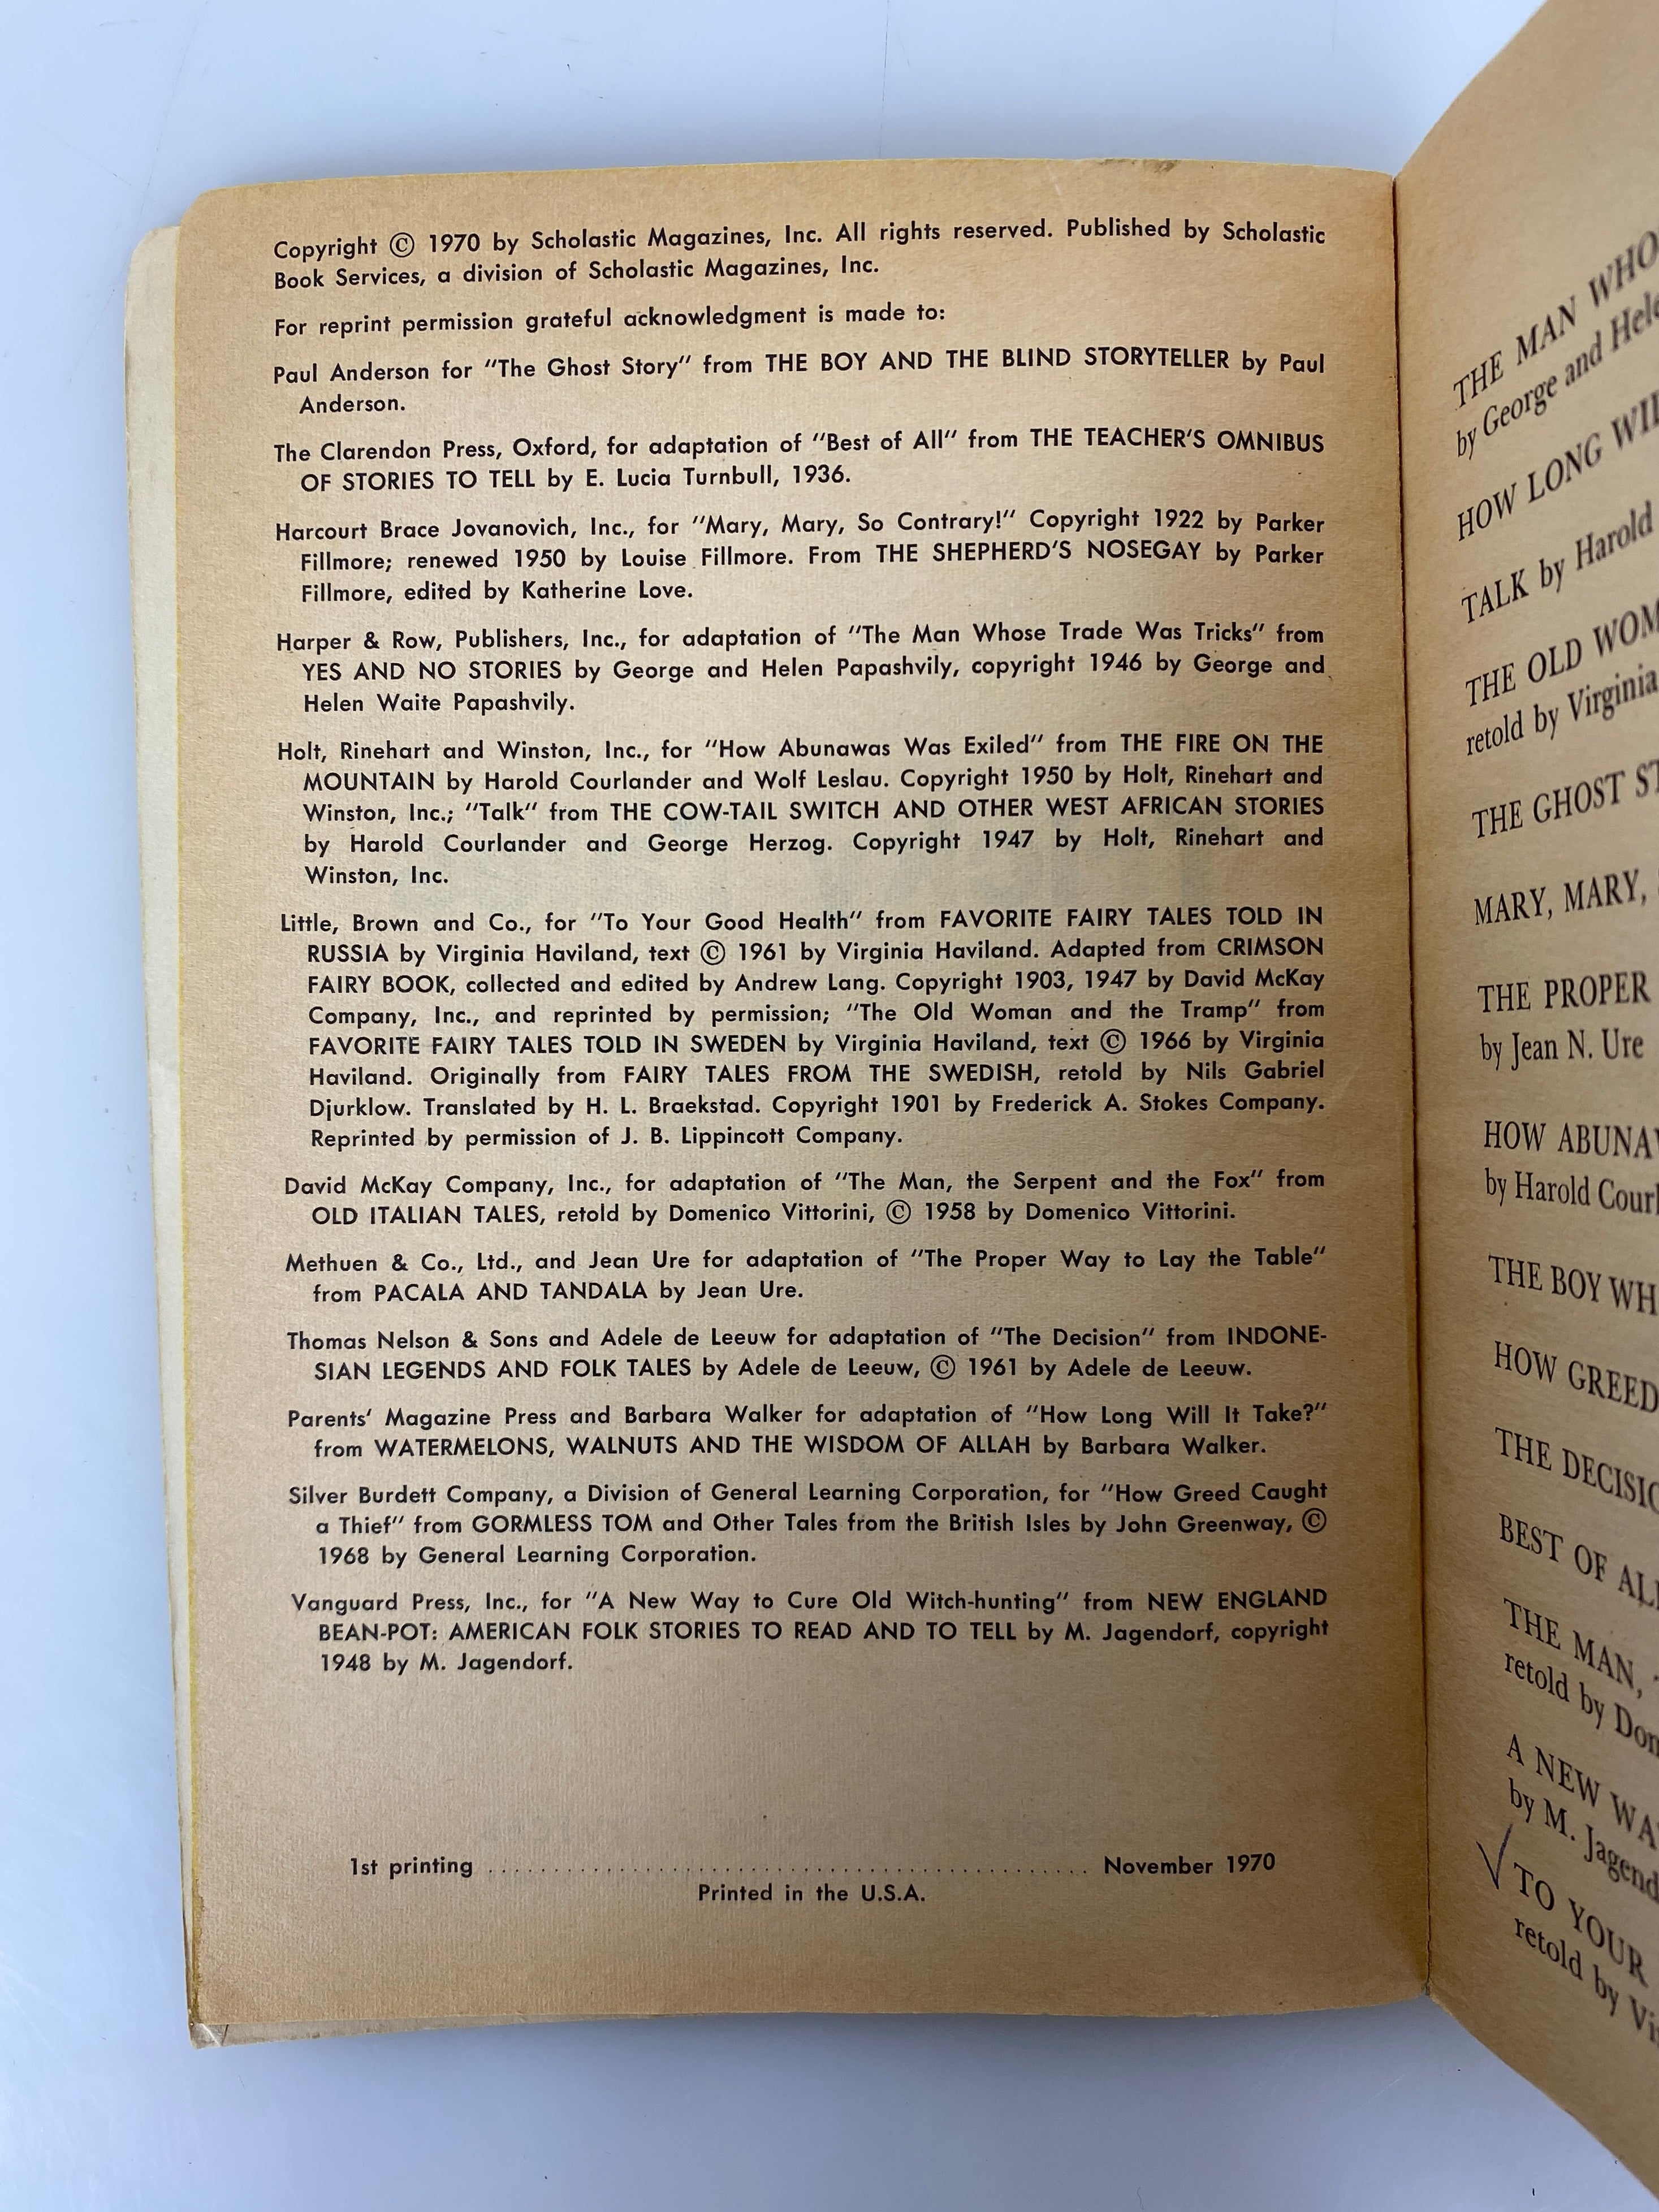 Copyright © 1970 by Scholastic Magazines, Inc. All rights reserved. Published by Scholastic
Book Services, a division of Scholastic Magazines, Inc.
For reprint permission grateful acknowledgment is made to:
Paul Anderson for "The Ghost Story" from THE BOY AND THE BLIND STORYTELLER by Paul
Anderson.
The Clarendon Press, Oxford, for adaptation of "Best of All" from THE TEACHER'S OMNIBUS
OF STORIES TO TELL by E. Lucia Turnbull, 1936.
Harcourt Brace Jovanovich, Inc., for "Mary, Mary, So Contrary!" Copyright 1922 by Parker
Fillmore; renewed 1950 by Louise Fillmore. From THE SHEPHERD'S NOSEGAY by Parker
Fillmore, edited by Katherine Love.
Harper & Row, Publishers, Inc., for adaptation of "The Man Whose Trade Was Tricks" from
YES AND NO STORIES by George and Helen Papashvily, copyright 1946 by George and
Helen Waite Papashvily.
Holt, Rinehart and Winston, Inc., for "How Abunawas Was Exiled" from THE FIRE ON THE
MOUNTAIN by Harold Courlander and Wolf Leslau. Copyright 1950 by Holt, Rinehart and
Winston, Inc.; "Talk" from THE COW-TAIL SWITCH AND OTHER WEST AFRICAN STORIES
by Harold Courlander and George Herzog. Copyright 1947 by Holt, Rinehart and
Winston, Inc.
Little, Brown and Co., for "To Your Good Health" from FAVORITE FAIRY TALES TOLD IN
RUSSIA by Virginia Haviland, text © 1961 by Virginia Haviland. Adapted from CRIMSON
FAIRY BOOK, collected and edited by Andrew Lang. Copyright 1903, 1947 by David McKay
Company, Inc., and reprinted by permission; "The Old Woman and the Tramp" from
FAVORITE FAIRY TALES TOLD IN SWEDEN by Virginia Haviland, text © 1966 by Virginia
Haviland. Originally from FAIRY TALES FROM THE SWEDISH, retold by Nils Gabriel
Djurklow. Translated by H. L. Braekstad. Copyright 1901 by Frederick A. Stokes Company.
Reprinted by permission of J. B. Lippincott Company.
David McKay Company, Inc., for adaptation of "The Man, the Serpent and the Fox" from
OLD ITALIAN TALES, retold by Domenico Vittorini, © 1958 by Domenico Vittorini.
Methuen & Co., Ltd., and Jean Ure for adaptation of "The Proper Way to Lay the Table"
from PACALA AND TANDALA by Jean Ure.
Thomas Nelson & Sons and Adele de Leeuw for adaptation of "The Decision" from INDONE-
SIAN LEGENDS AND FOLK TALES by Adele de Leeuw, © 1961 by Adele de Leeuw.
Parents' Magazine Press and Barbara Walker for adaptation of "How Long Will It Take?"
from WATERMELONS, WALNUTS AND THE WISDOM OF ALLAH by Barbara Walker.
Silver Burdett Company, a Division of General Learning Corporation, for "How Greed Caught
a Thief" from GORMLESS TOM and Other Tales from the British Isles by John Greenway, ©
1968 by General Learning Corporation.
Vanguard Press, Inc., for "A New Way to Cure Old Witch-hunting" from NEW ENGLAND
BEAN-POT: AMERICAN FOLK STORIES TO READ AND TO TELL by M. Jagendorf, copyright
1948 by M. Jagendorf.
1st printing ............................................... November 1970
Printed in the U.S.A.
THE MAN WHO
by George and
HOW LONG
TALK by Harold
THE OLD
retold by Virginia
THE GHOST
MARY, MARY,
THE PROPER
by Jean N. Ure
HOW
by Harold
THE BOY
HOW
THE
BEST OF
THE MAN,
retold by
A NEW
by M.
TO YOUR
retold by